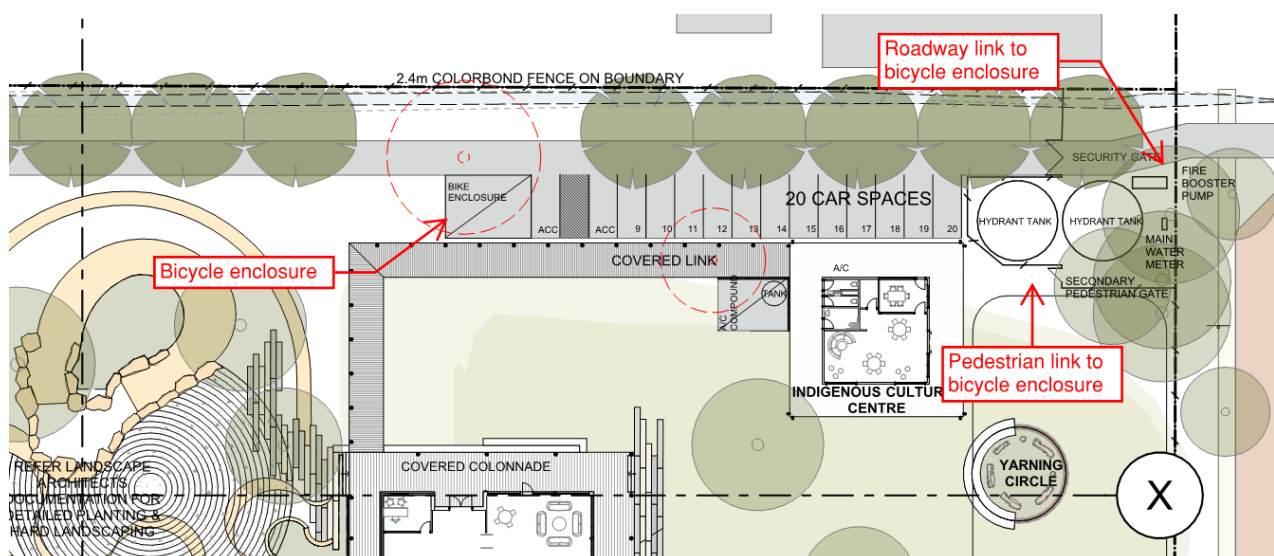 Roadway link to
bicycle enclosure
2.4m COLORBOND FENCE ON BOUNDARY
SECURITY GATE
FIRE
BOOSTER
PUMP
BIKE
ENCLOSURE
20 CAR SPACES
HYDRANT TANK
HYDRANT TANK
ACC
ACC
9
10
11
12
13
14
15
16
17
18
19
20
MAIN
WATER
METER
Bicycle enclosure
COVERED LINK
A/C
SECONDARY
PEDESTRIAN GATE
A/C
COMPOUND
TANK
Pedestrian link to
bicycle enclosure
INDIGENOUS CULTUR
CENTRE
COVERED COLONNADE
YARNING
CIRCLE
X
REFER LANDSCAPE
ARCHITECTS
DOCUMENTATION FOR
DETAILED PLANTING &
HARD LANDSCAPING